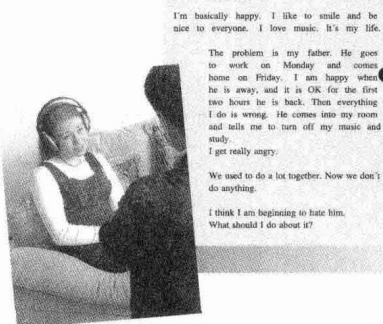 I'm basically happy. I like to smile and be
nice to everyone. I love music. It's my life.
The problem is my father. He goes
to work on Monday and comes
home on Friday. I am happy when
he is away, and it is OK for the first
two hours he is back. Then everything
I do is wrong. He comes into my room
and tells me to turn off my music and
study.
I get really angry.
We used to do a lot together. Now we don't
do anything.
I think I am beginning to hate him.
What should I do about it?